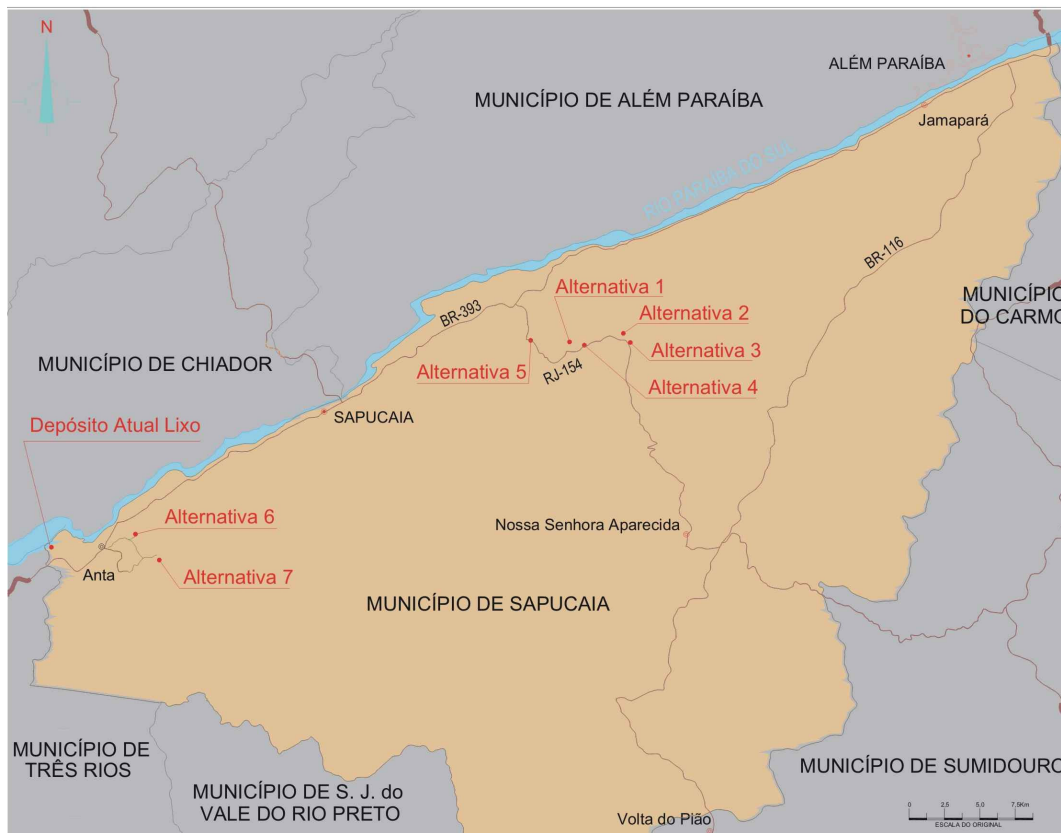 N
ALÉM PARAÍBA
MUNICÍPIO DE ALÉM PARAÍBA
Jamapará
RIO PARAÍBA DO SUL
BR-116
MUNICÍPIO
DO CARMO
Alternativa 1
BR-393
Alternativa 2
Alternativa 3
MUNICÍPIO DE CHIADOR
Alternativa 5
RJ-154
Alternativa 4
SAPUCAIA
Depósito Atual Lixo
Alternativa 6
Nossa Senhora Aparecida
Anta
Alternativa 7
MUNICÍPIO DE SAPUCAIA
MUNICÍPIO DE
TRÊS RIOS
MUNICÍPIO DE S. J. do
VALE DO RIO PRETO
MUNICÍPIO DE SUMIDOURO
Volta do Pião
0 2,5 5,0 7,5Km
ESCALA DO ORIGINAL